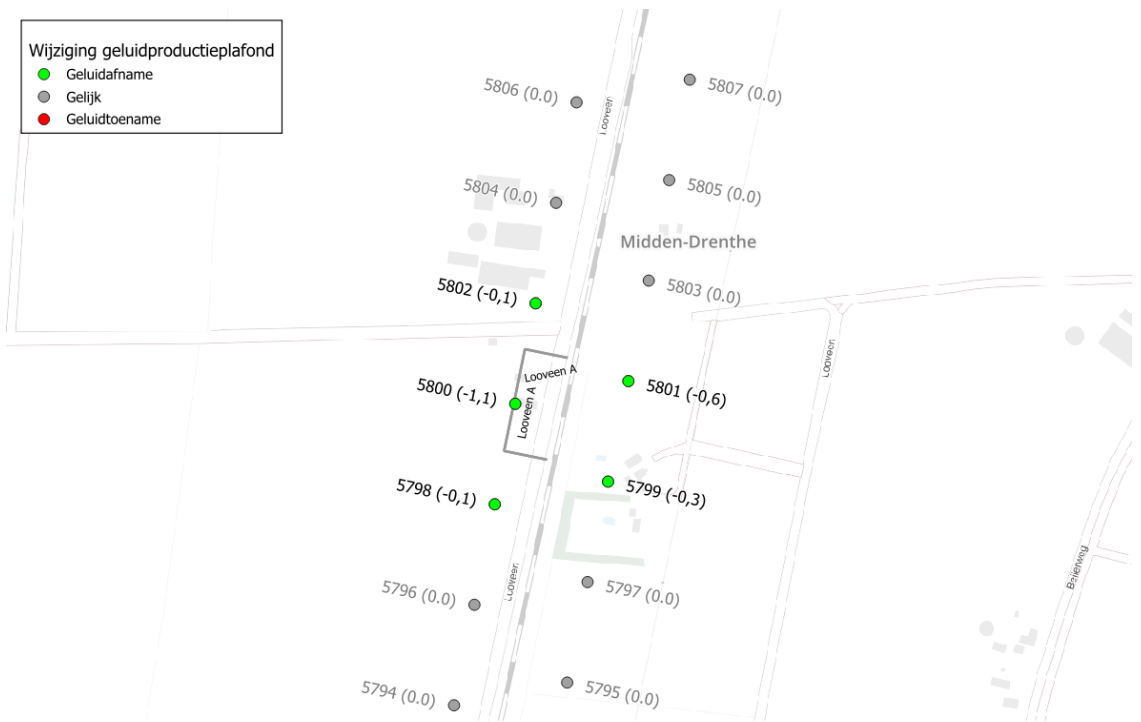 Wijziging geluidproductieplafond
Geluidafname
Gelijk
Geluidtoename
5806 (0.0)
5807 (0.0)
Looveen
5804 (0.0)
5805 (0.0)
Midden-Drenthe
5802 (-0,1)
5803 (0.0)
Looveen
Looveen A
5800 (-1,1)
Looveen A
5801 (-0,6)
5798 (-0,1)
5799 (-0,3)
Looveen
5796 (0.0)
5797 (0.0)
Beilerweg
5794 (0.0)
5795 (0.0)